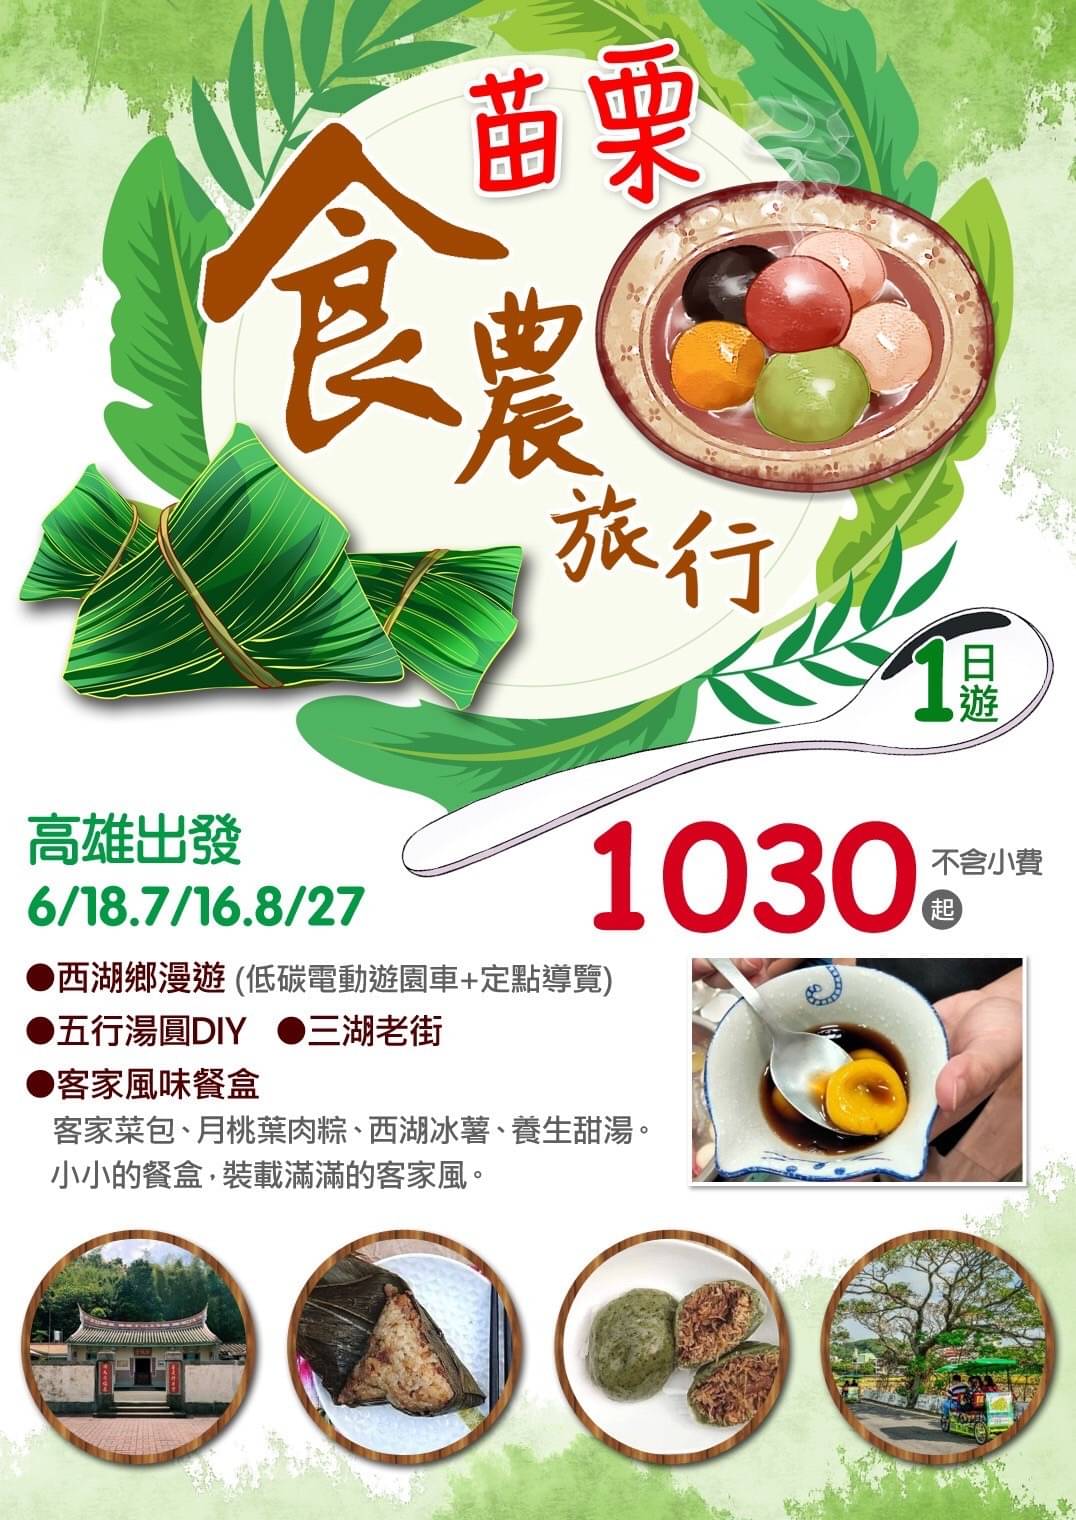 苗栗
食農旅行
1日遊
高雄出發
6/18.7/16.8/27
1030起
不含小費
●西湖鄉漫遊 (低碳電動遊園車+定點導覽)
●五行湯圓DIY ●三湖老街
●客家風味餐盒
客家菜包、月桃葉肉粽、西湖冰薯、養生甜湯。
小小的餐盒,裝載滿滿的客家風。